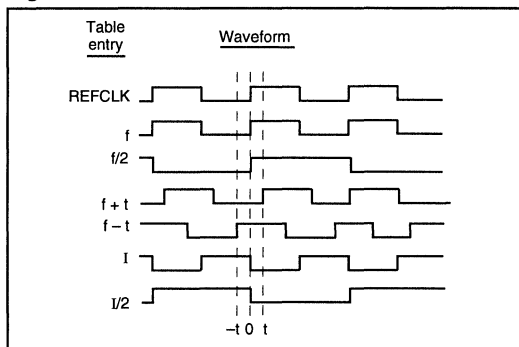 Table
entry
Waveform
REFCLK
f
f/2
f + t
f – t
I
I/2
–t 0 t